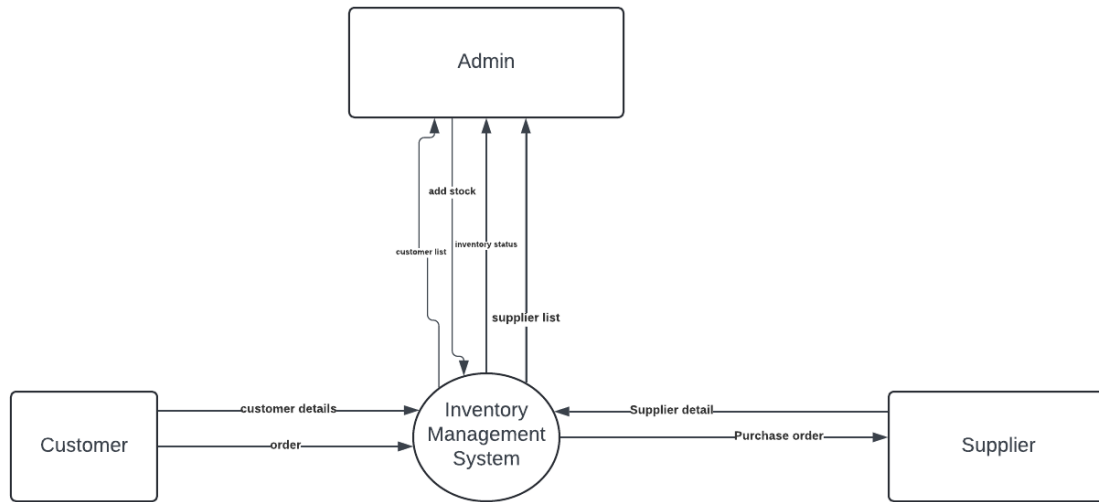 Admin
add stock
inventory status
customer list
supplier list
customer details
order
Customer
Inventory
Management
System
Supplier detail
Purchase order
Supplier